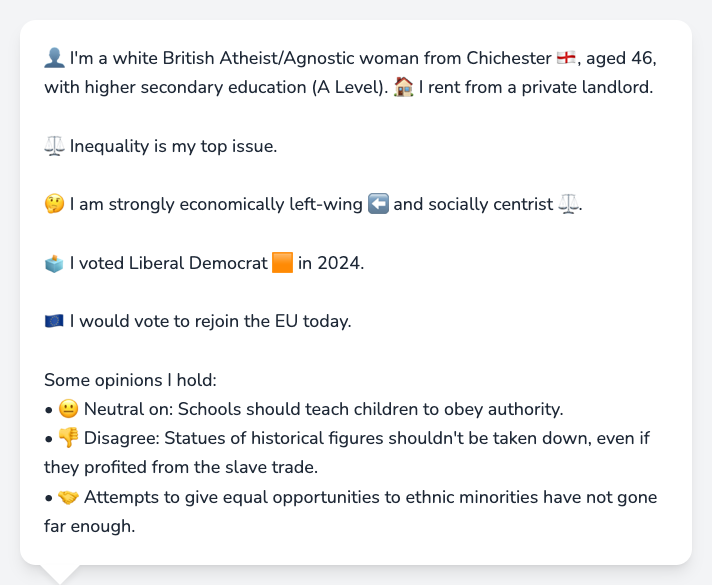 👤 I'm a white British Atheist/Agnostic woman from Chichester 🏴󠁧󠁢󠁥󠁮󠁧󠁿, aged 46,
with higher secondary education (A Level). 🏠 I rent from a private landlord.
⚖️ Inequality is my top issue.
🤔 I am strongly economically left-wing ⬅️ and socially centrist ⚖️.
🗳️ I voted Liberal Democrat 🟧 in 2024.
🇪🇺 I would vote to rejoin the EU today.
Some opinions I hold:
• 😐 Neutral on: Schools should teach children to obey authority.
• 👎 Disagree: Statues of historical figures shouldn't be taken down, even if
they profited from the slave trade.
• 🤝 Attempts to give equal opportunities to ethnic minorities have not gone
far enough.